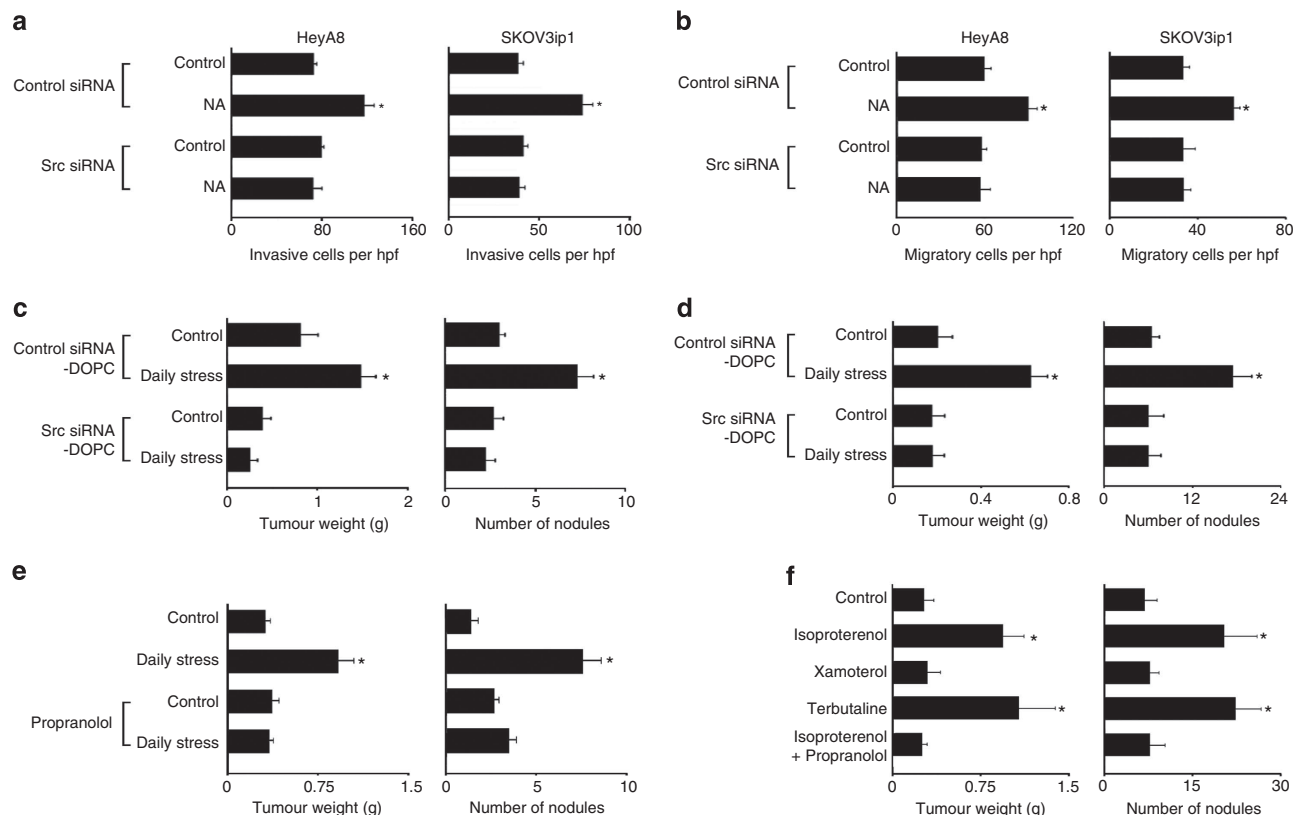 a
HeyA8
SKOV3ip1
Control siRNA
Control
NA
*
*
Src siRNA
Control
NA
0 80 160
0 50 100
Invasive cells per hpf
Invasive cells per hpf
b
HeyA8
SKOV3ip1
Control siRNA
Control
NA
*
*
Src siRNA
Control
NA
0 60 120
0 40 80
Migratory cells per hpf
Migratory cells per hpf
c
Control siRNA
-DOPC
Control
Daily stress
*
*
Src siRNA
-DOPC
Control
Daily stress
0 1 2
0 5 10
Tumour weight (g)
Number of nodules
d
Control siRNA
-DOPC
Control
Daily stress
*
*
Src siRNA
-DOPC
Control
Daily stress
0 0.4 0.8
0 12 24
Tumour weight (g)
Number of nodules
e
Control
Daily stress
*
*
Propranolol
Control
Daily stress
0 0.75 1.5
0 5 10
Tumour weight (g)
Number of nodules
f
Control
Isoproterenol
*
*
Xamoterol
Terbutaline
*
*
Isoproterenol
+ Propranolol
0 0.75 1.5
0 15 30
Tumour weight (g)
Number of nodules